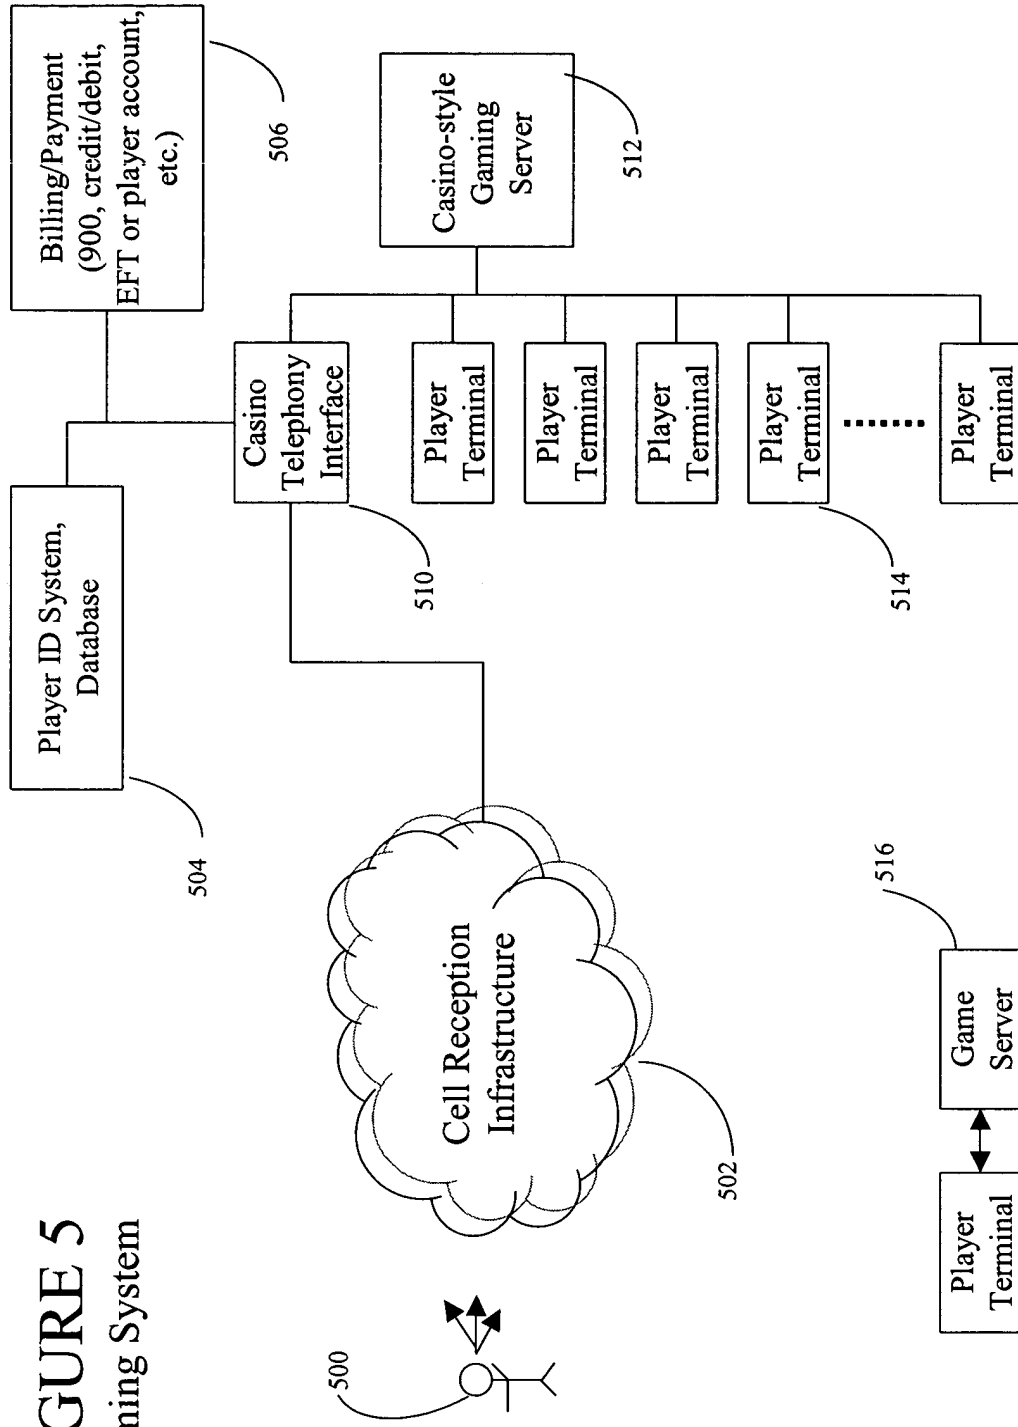 GURE 5
ming System
Player ID System,
Database
504
Billing/Payment
(900, credit/debit,
EFT or player account,
etc.)
506
500
Cell Reception
Infrastructure
502
Casino
Telephony
Interface
510
Casino-style
Gaming
Server
512
Player
Terminal
Player
Terminal
Player
Terminal
Player
Terminal
514
Player
Terminal
Player
Terminal
Game
Server
516